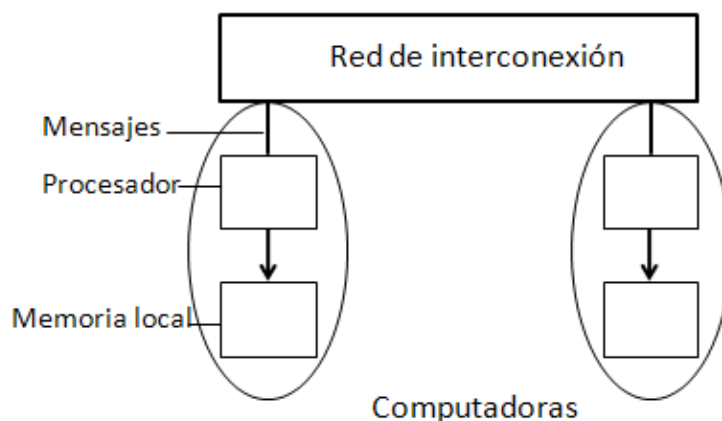 Red de interconexión
Mensajes
Procesador
Memoria local
Computadoras